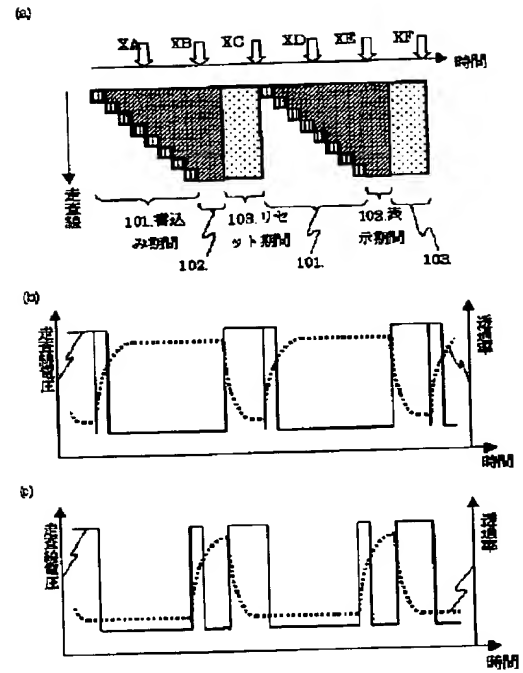 (a)
XA XB XC XD XE XF
時間
走査線
101.書込み期間
103.リセット期間
102.表示期間
102.
101.
103.
(b)
走査線電圧
透過率
時間
(c)
走査線電圧
透過率
時間